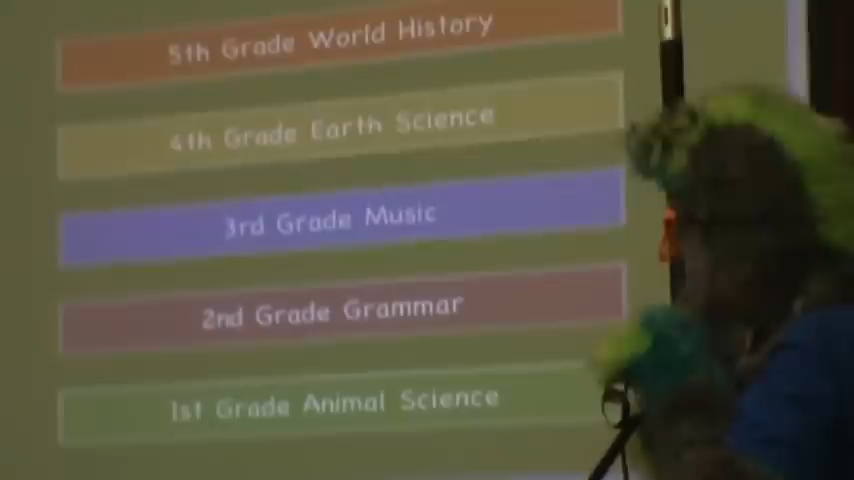 5th Grade World History
4th Grade Earth Science
3rd Grade Music
2nd Grade Grammar
1st Grade Animal Science